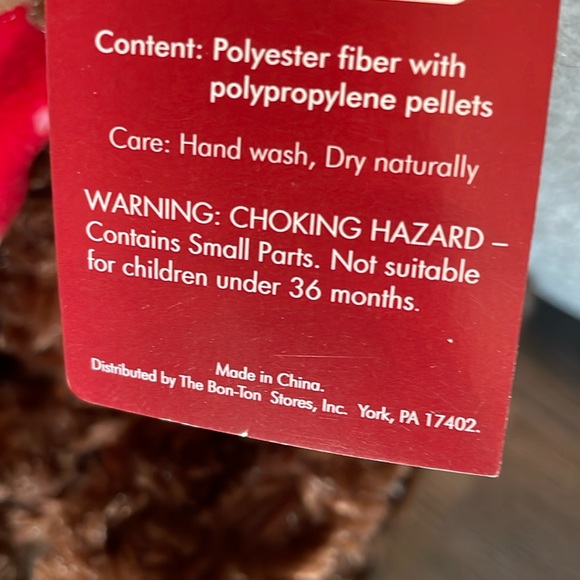 Content: Polyester fiber with
polypropylene pellets
Care: Hand wash, Dry naturally
WARNING: CHOKING HAZARD –
Contains Small Parts. Not suitable
for children under 36 months.
Made in China.
Distributed by The Bon-Ton Stores, Inc. York, PA 17402.